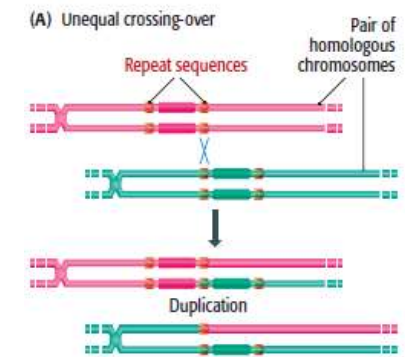 (A) Unequal crossing-over
Pair of
homologous
chromosomes
Repeat sequences
Duplication